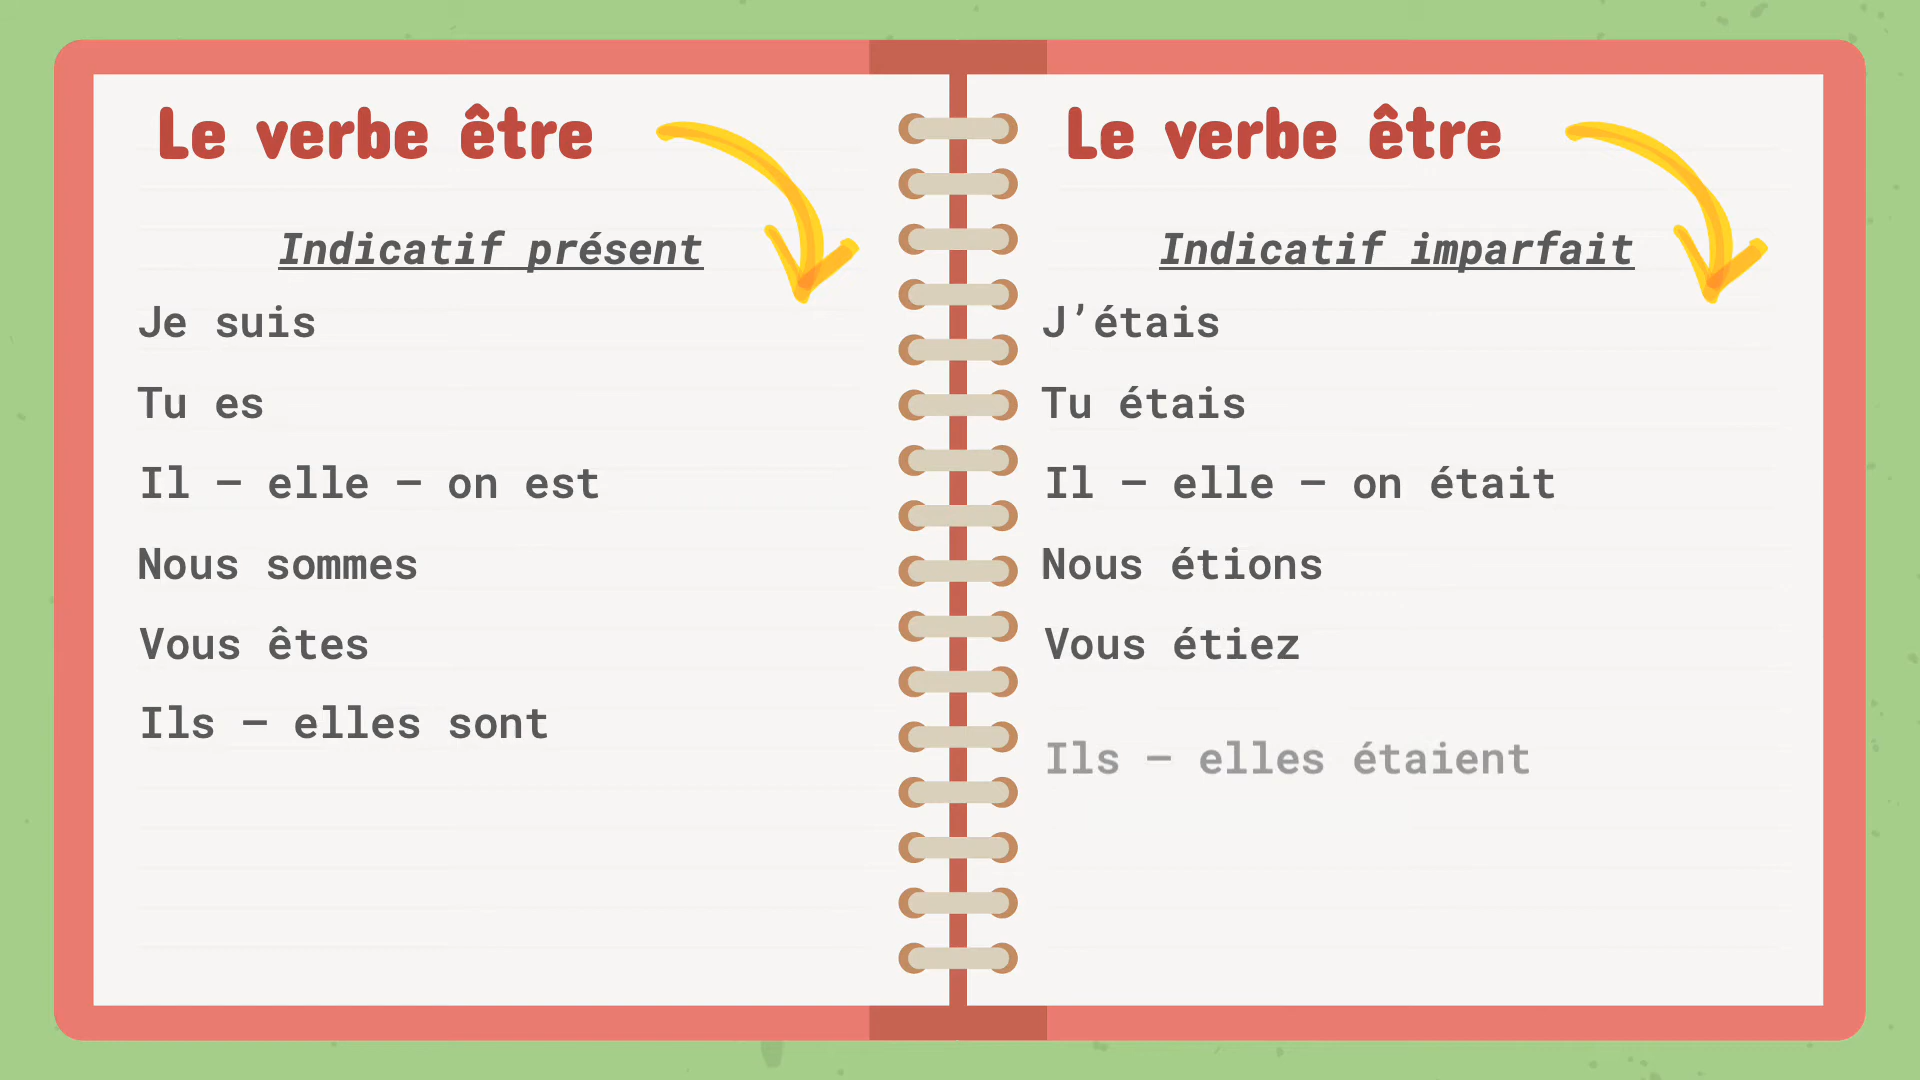 Le verbe être
Indicatif présent
Je suis
Tu es
Il – elle – on est
Nous sommes
Vous êtes
Ils – elles sont
Le verbe être
Indicatif imparfait
J’étais
Tu étais
Il – elle – on était
Nous étions
Vous étiez
Ils – elles étaient